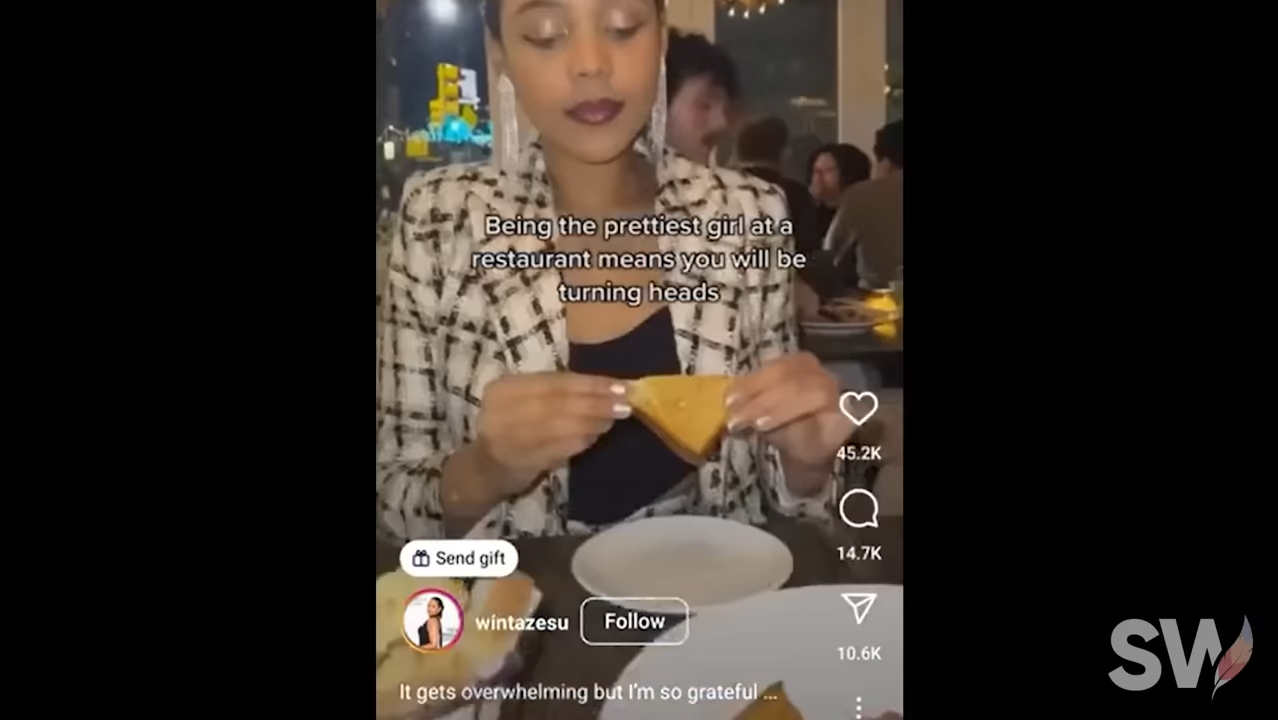 Being the prettiest girl at a
restaurant means you will be
turning heads
45.2K
14.7K
Send gift
wintazesu
Follow
10.6K
It gets overwhelming but I'm so grateful ...
SW